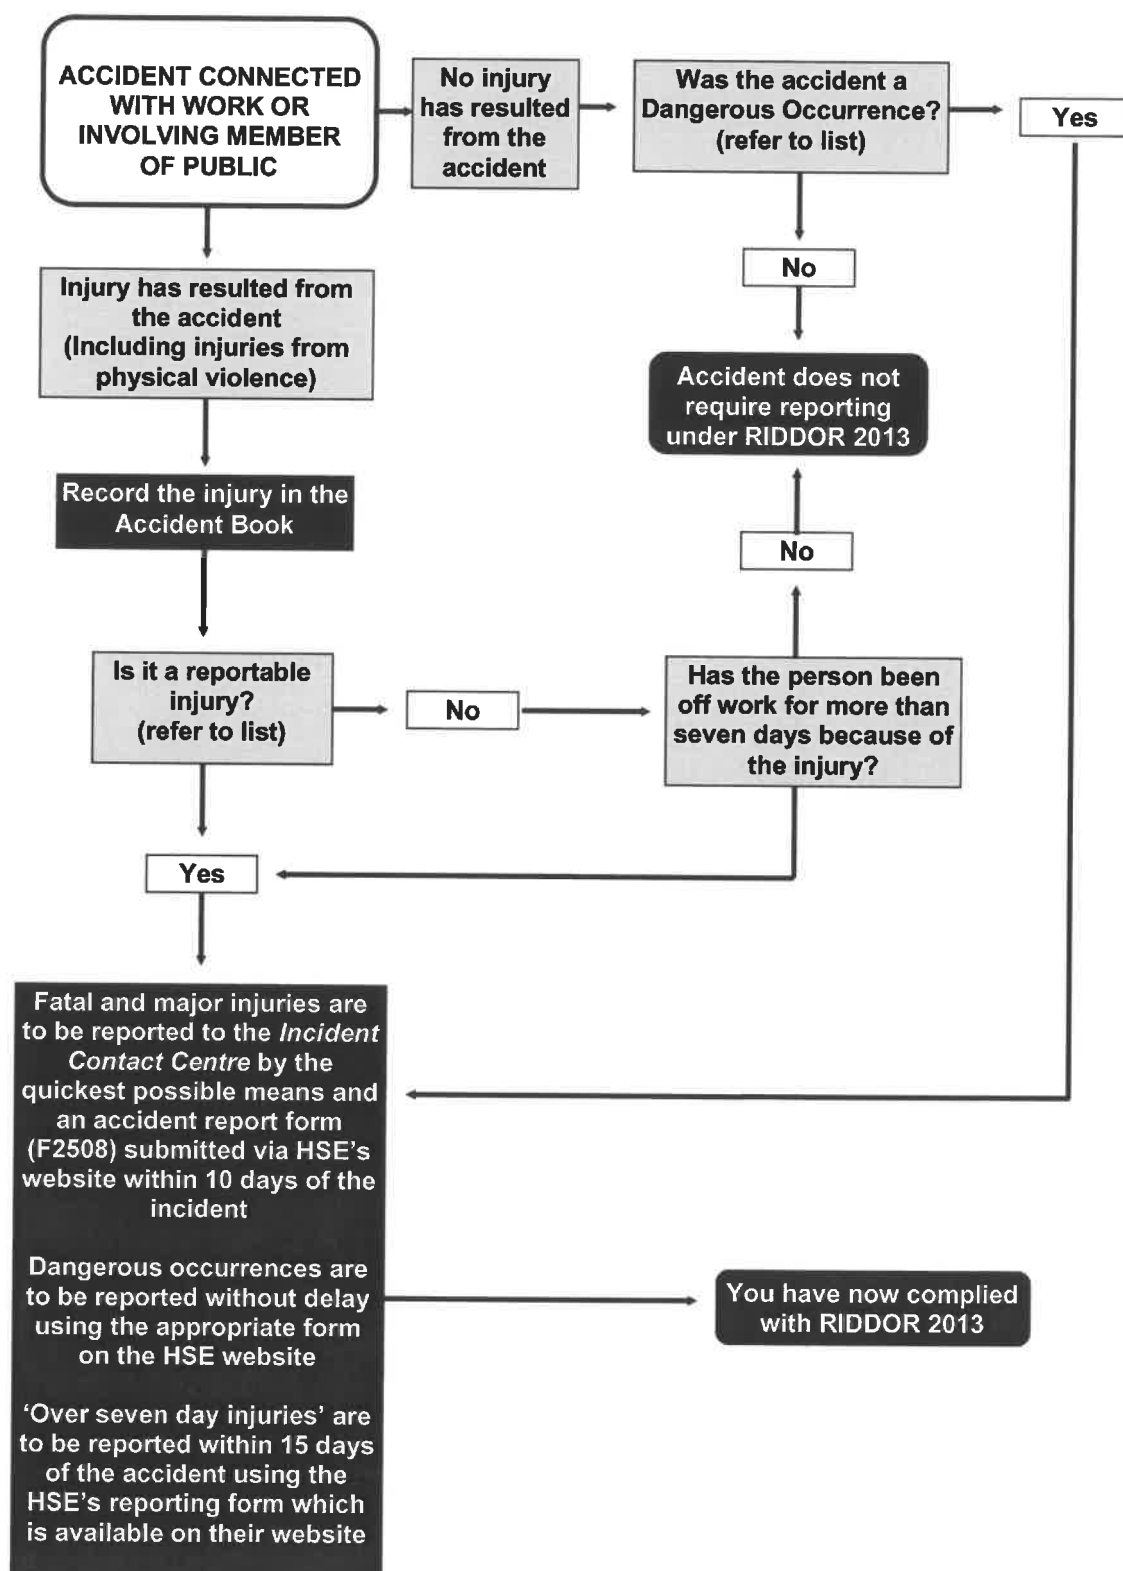 ACCIDENT CONNECTED
WITH WORK OR
INVOLVING MEMBER
OF PUBLIC
No injury
has resulted
from the
accident
Was the accident a
Dangerous Occurrence?
(refer to list)
Yes
No
Injury has resulted from
the accident
(Including injuries from
physical violence)
Accident does not
require reporting
under RIDDOR 2013
Record the injury in the
Accident Book
No
Is it a reportable
injury?
(refer to list)
No
Has the person been
off work for more than
seven days because of
the injury?
Yes
Fatal and major injuries are
to be reported to the Incident
Contact Centre by the
quickest possible means and
an accident report form
(F2508) submitted via HSE's
website within 10 days of the
incident
Dangerous occurrences are
to be reported without delay
using the appropriate form
on the HSE website
You have now complied
with RIDDOR 2013
‘Over seven day injuries’ are
to be reported within 15 days
of the accident using the
HSE's reporting form which
is available on their website